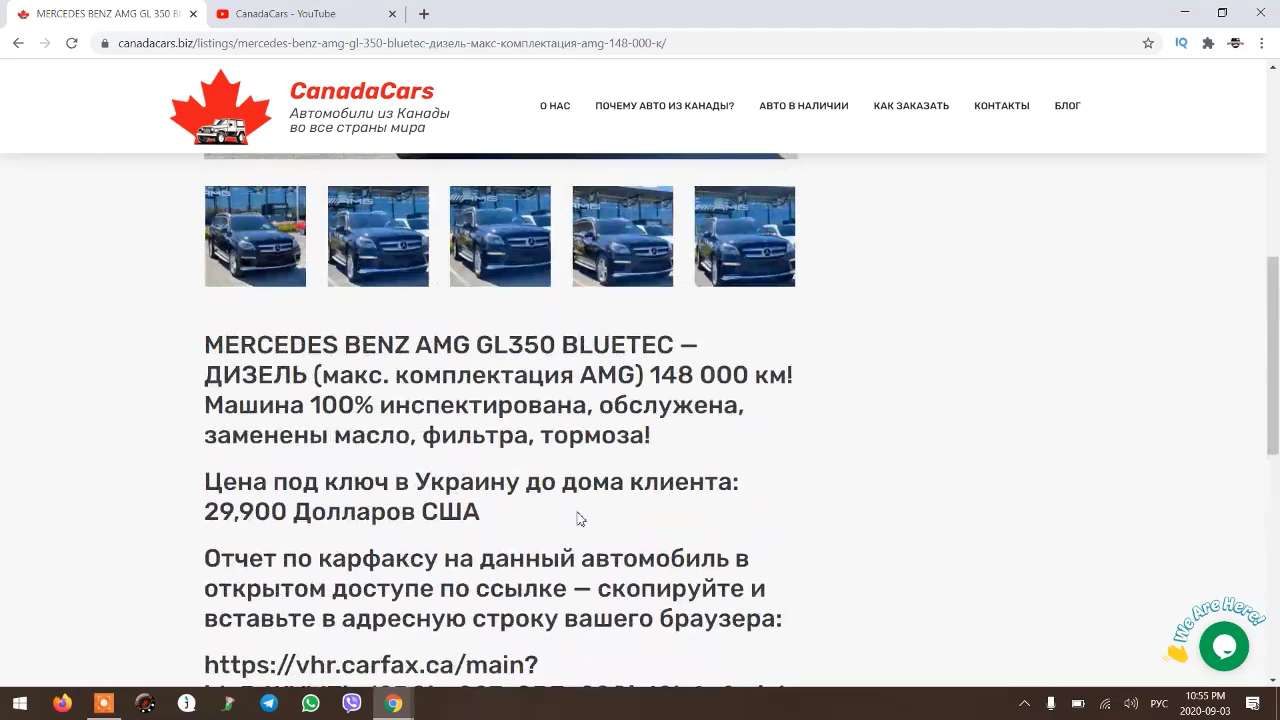 MERCEDES BENZ AMG GL 350 BL
CanadaCars - YouTube
canadacars.biz/listings/mercedes-benz-amg-gl-350-bluetec-дизель-макс-комплектация-amg-148-000-к/
IQ
CanadaCars
Автомобили из Канады
во все страны мира
О НАС ПОЧЕМУ АВТО ИЗ КАНАДЫ? АВТО В НАЛИЧИИ КАК ЗАКАЗАТЬ КОНТАКТЫ БЛОГ
MERCEDES BENZ AMG GL350 BLUETEC —
ДИЗЕЛЬ (макс. комплектация AMG) 148 000 км!
Машина 100% инспектирована, обслужена,
заменены масло, фильтра, тормоза!
Цена под ключ в Украину до дома клиента:
29,900 Долларов США
Отчет по карфаксу на данный автомобиль в
открытом доступе по ссылке — скопируйте и
вставьте в адресную строку вашего браузера:
https://vhr.carfax.ca/main?
We Are Here!
РУС
10:55 PM
2020-09-03